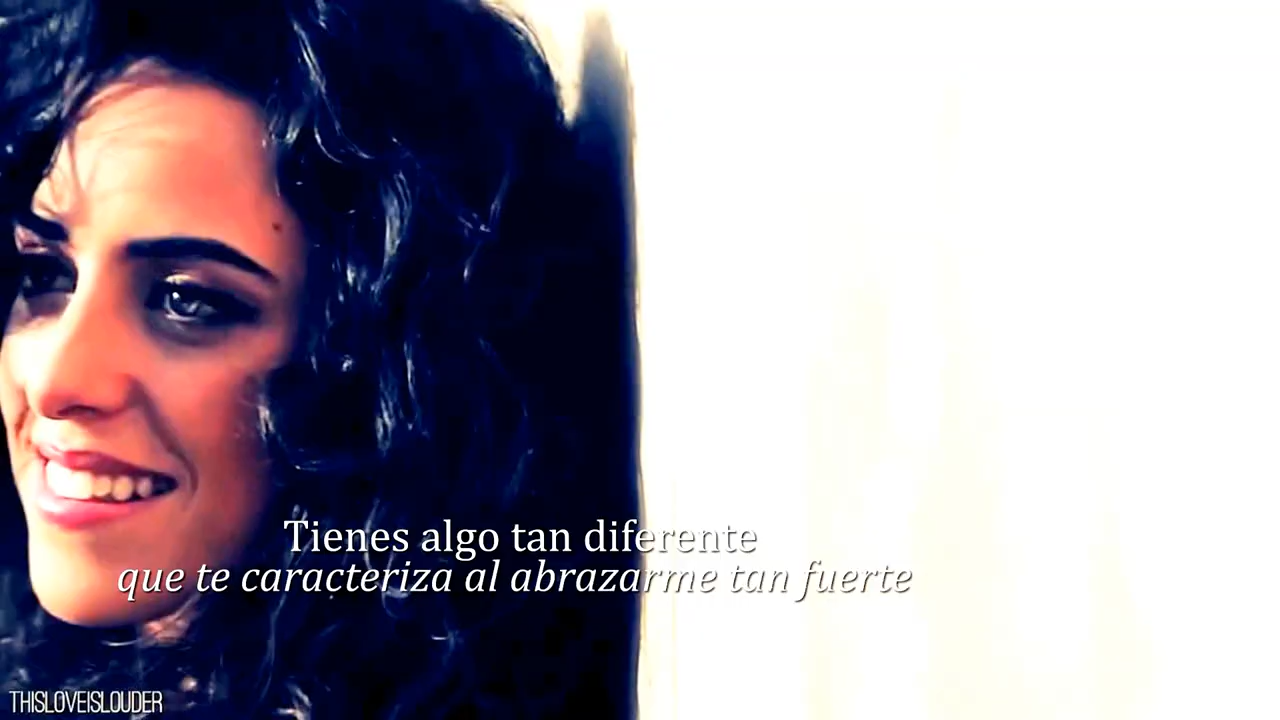 Tienes algo tan diferente
que te caracteriza al abrazarme tan fuerte
THISLOVEISLOUDER